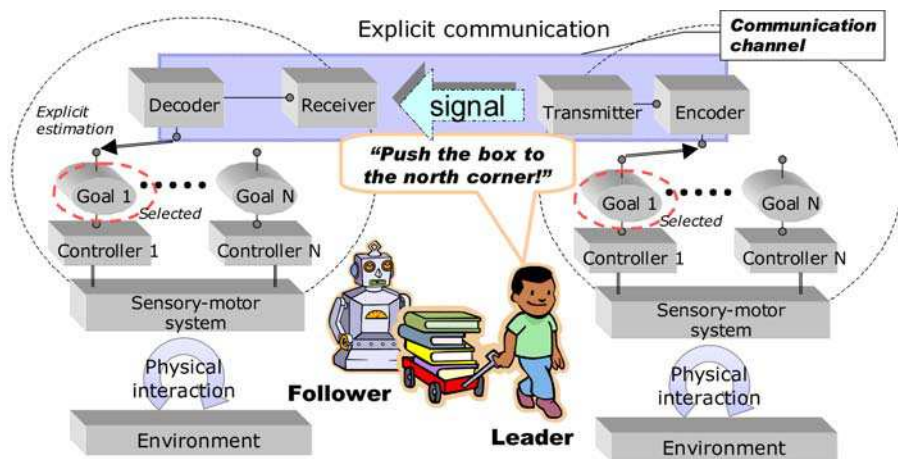 Explicit communication
Communication
channel
Decoder
Receiver
signal
Transmitter
Encoder
Explicit
estimation
“Push the box to
the north corner!”
Goal 1
Selected
Goal N
Goal 1
Selected
Goal N
Controller 1
Controller N
Controller 1
Controller N
Sensory-motor
system
Sensory-motor
system
Physical
interaction
Follower
Leader
Physical
interaction
Environment
Environment